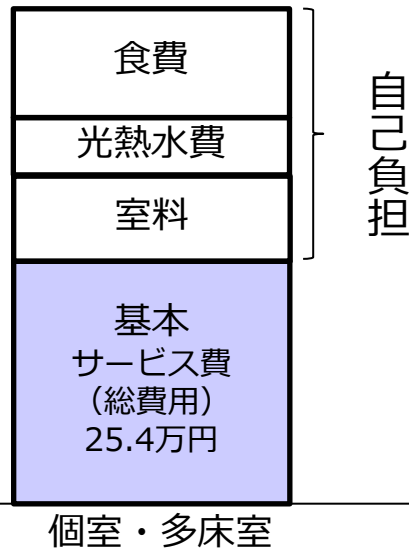 食費
光熱水費
室料
自己負担
基本
サービス費
（総費用）
25.4万円
個室・多床室